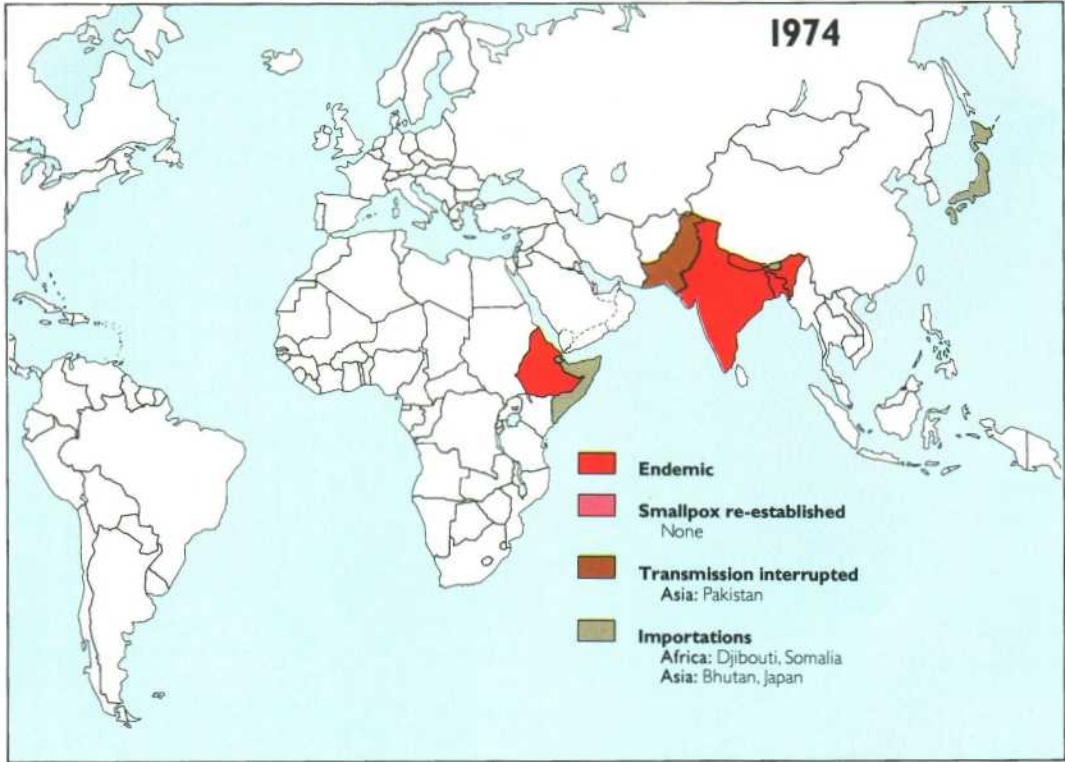 1974
Endemic
Smallpox re-established
None
Transmission interrupted
Asia: Pakistan
Importations
Africa: Djibouti, Somalia
Asia: Bhutan, Japan